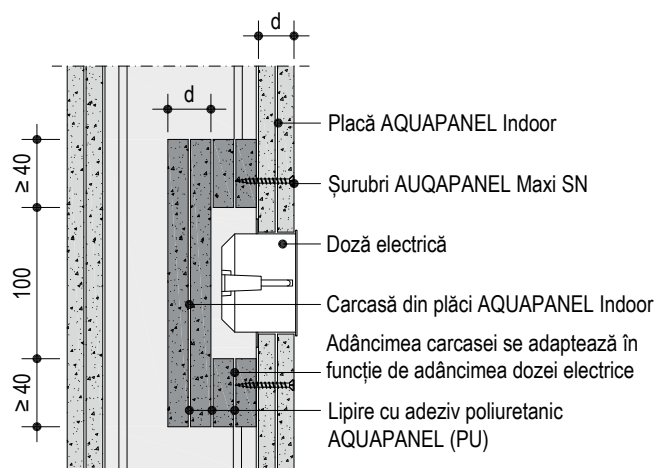 d
d
≥ 40
100
≥ 40
Placă AQUAPANEL Indoor
Șurubri AUQAPANEL Maxi SN
Doză electrică
Carcasă din plăci AQUAPANEL Indoor
Adâncimea carcasei se adaptează în
funcție de adâncimea dozei electrice
Lipire cu adeziv poliuretanic
AQUAPANEL (PU)